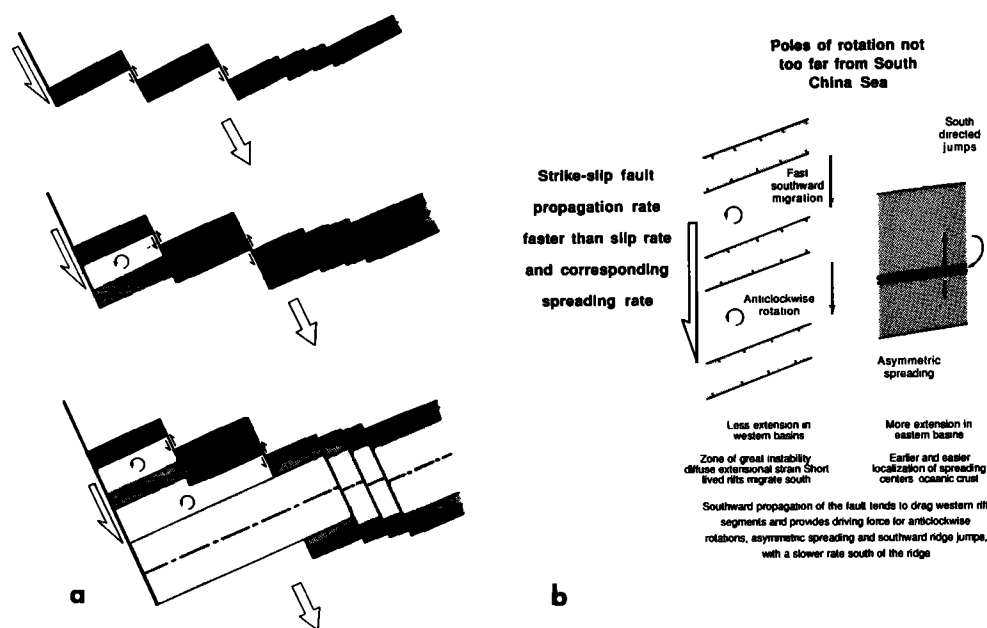 Poles of rotation not
too far from South
China Sea
South
directed
jumps
Strike-slip fault
propagation rate
faster than slip rate
and corresponding
spreading rate
Fast
southward
migration
Anticlockwise
rotation
Asymmetric
spreading
Less extension in
western basins
More extension in
eastern basins
Zone of great instability
diffuse extensional strain Short
lived rifts migrate south
Earlier and easier
localization of spreading
centers oceanic crust
Southward propagation of the fault tends to drag western rift
segments and provides driving force for anticlockwise
rotations, asymmetric spreading and southward ridge jumps,
with a slower rate south of the ridge
a
b